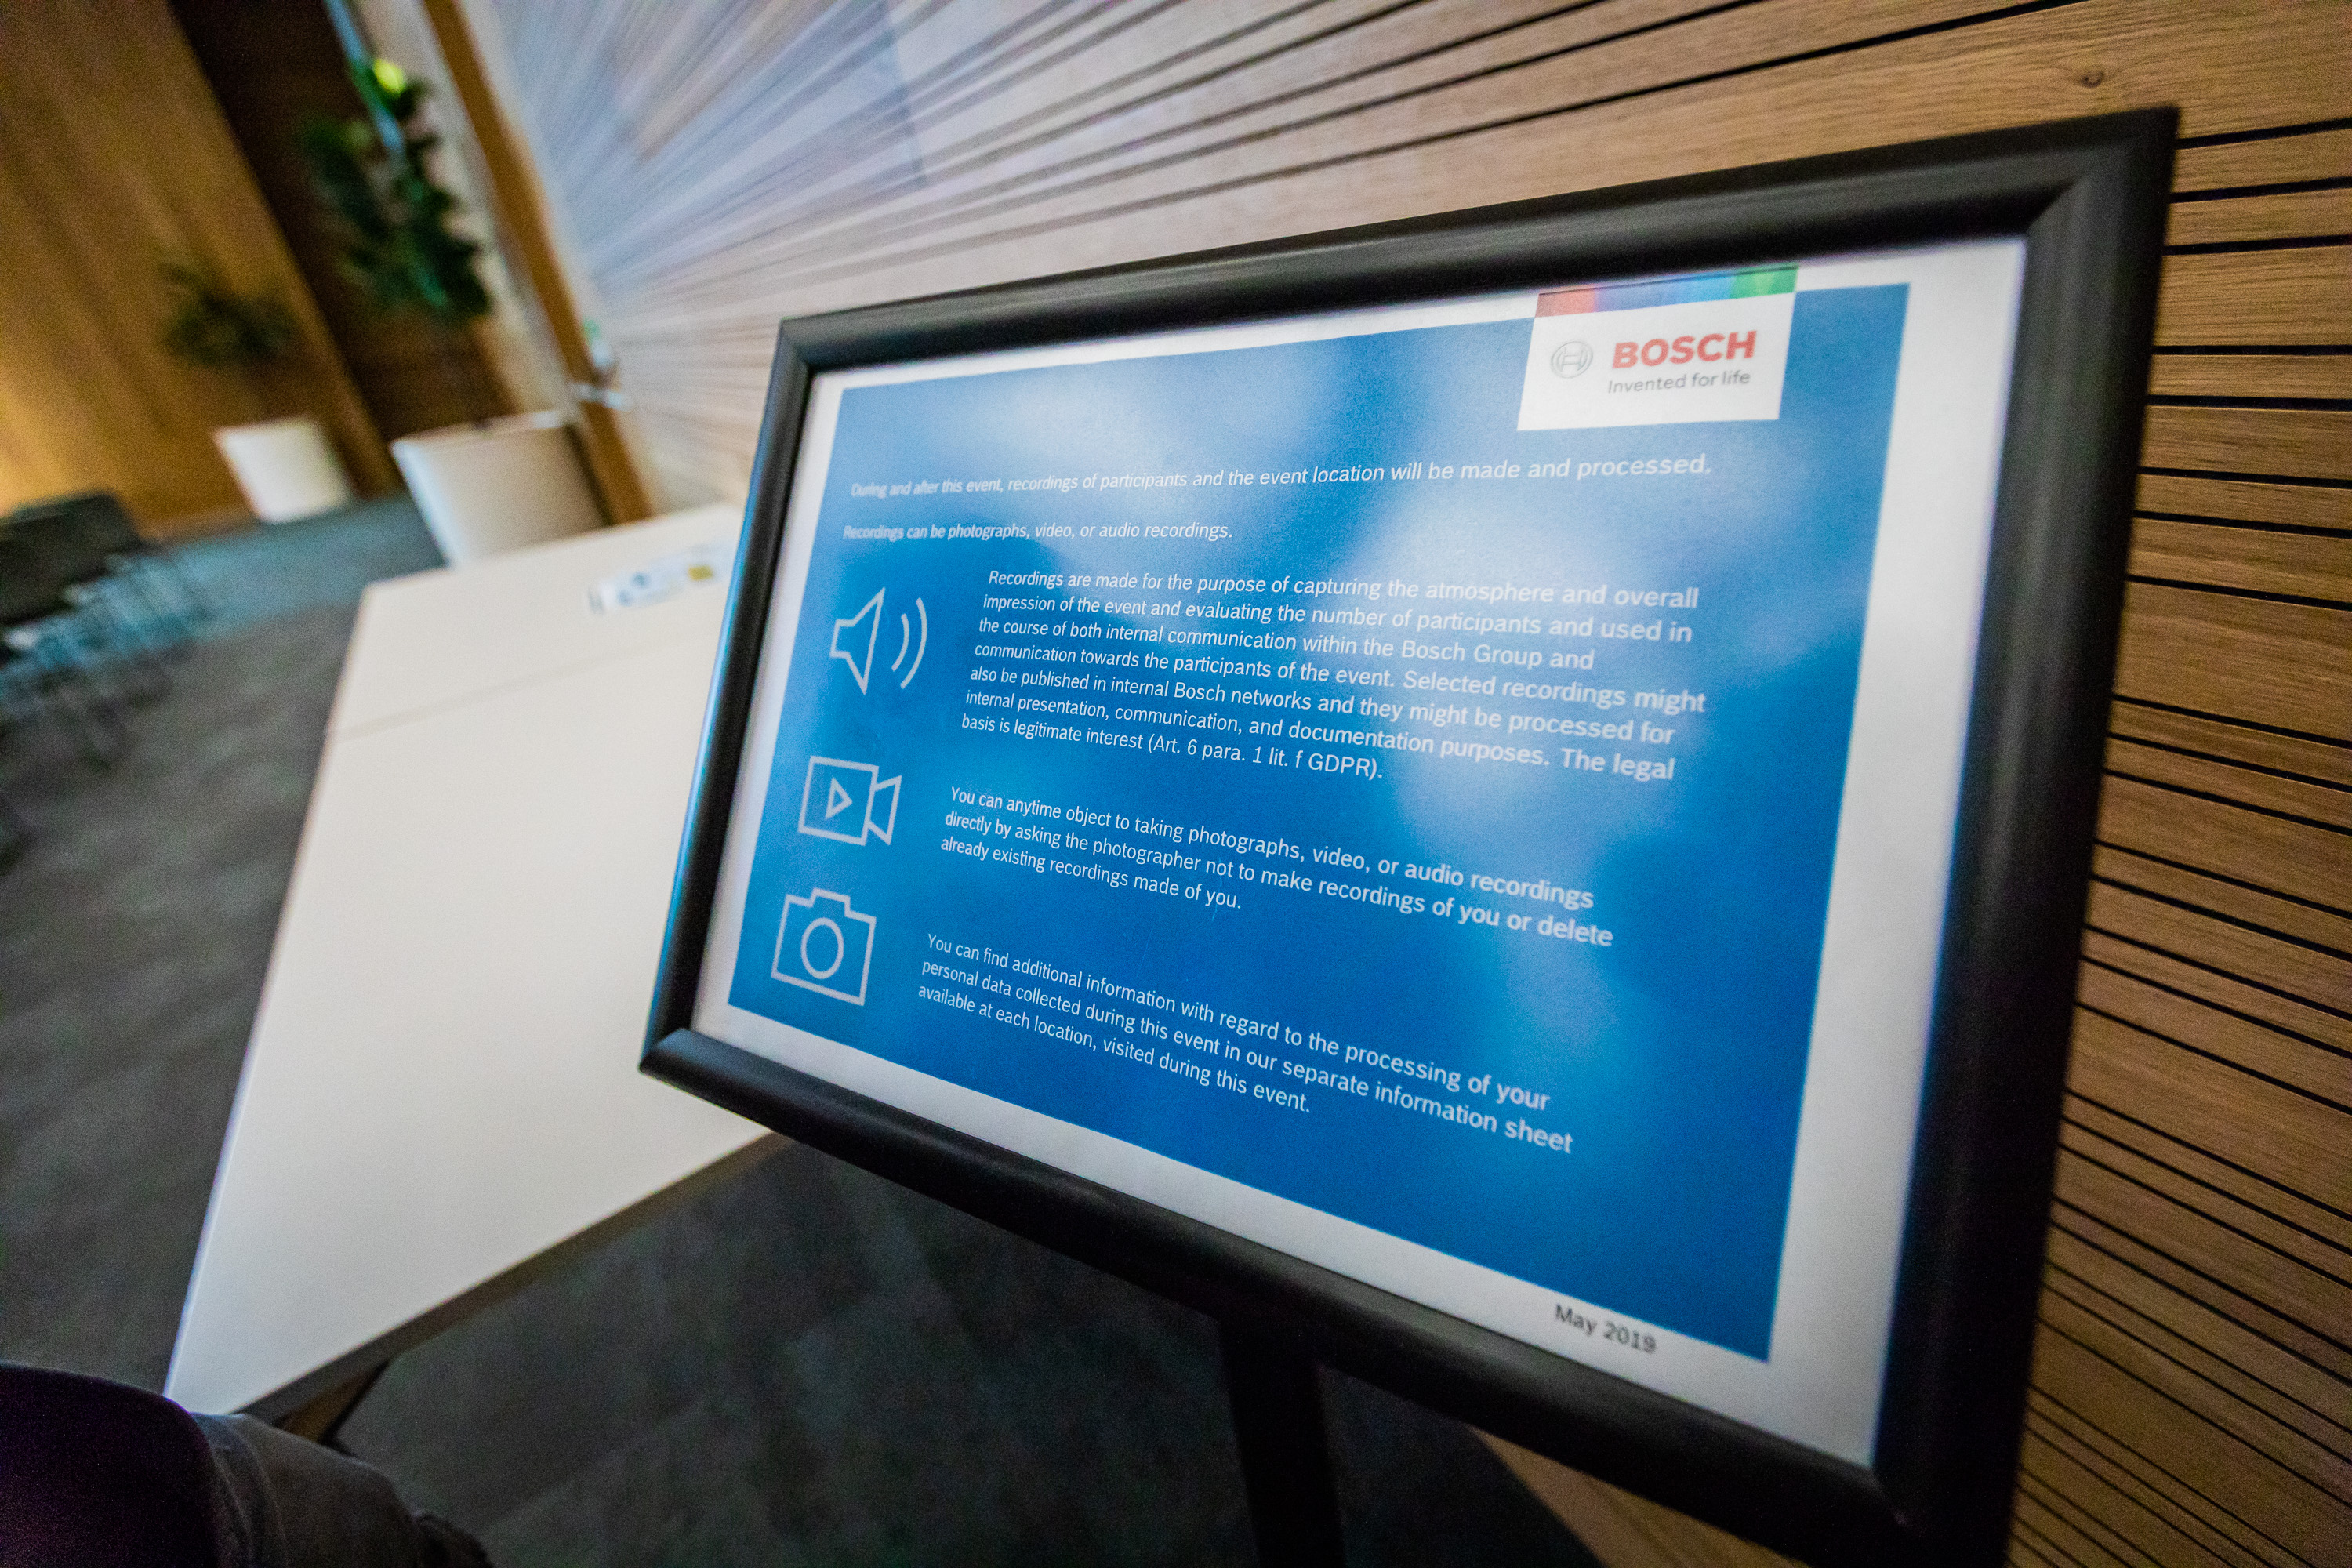 BOSCH
Invented for life
During and after this event, recordings of participants and the event location will be made and processed.
Recordings can be photographs, video, or audio recordings.
Recordings are made for the purpose of capturing the atmosphere and overall
impression of the event and evaluating the number of participants and used in
the course of both internal communication within the Bosch Group and
communication towards the participants of the event. Selected recordings might
also be published in internal Bosch networks and they might be processed for
internal presentation, communication, and documentation purposes. The legal
basis is legitimate interest (Art. 6 para. 1 lit. f GDPR).
You can anytime object to taking photographs, video, or audio recordings
directly by asking the photographer not to make recordings of you or delete
already existing recordings made of you.
You can find additional information with regard to the processing of your
personal data collected during this event in our separate information sheet
available at each location, visited during this event.
May 2019